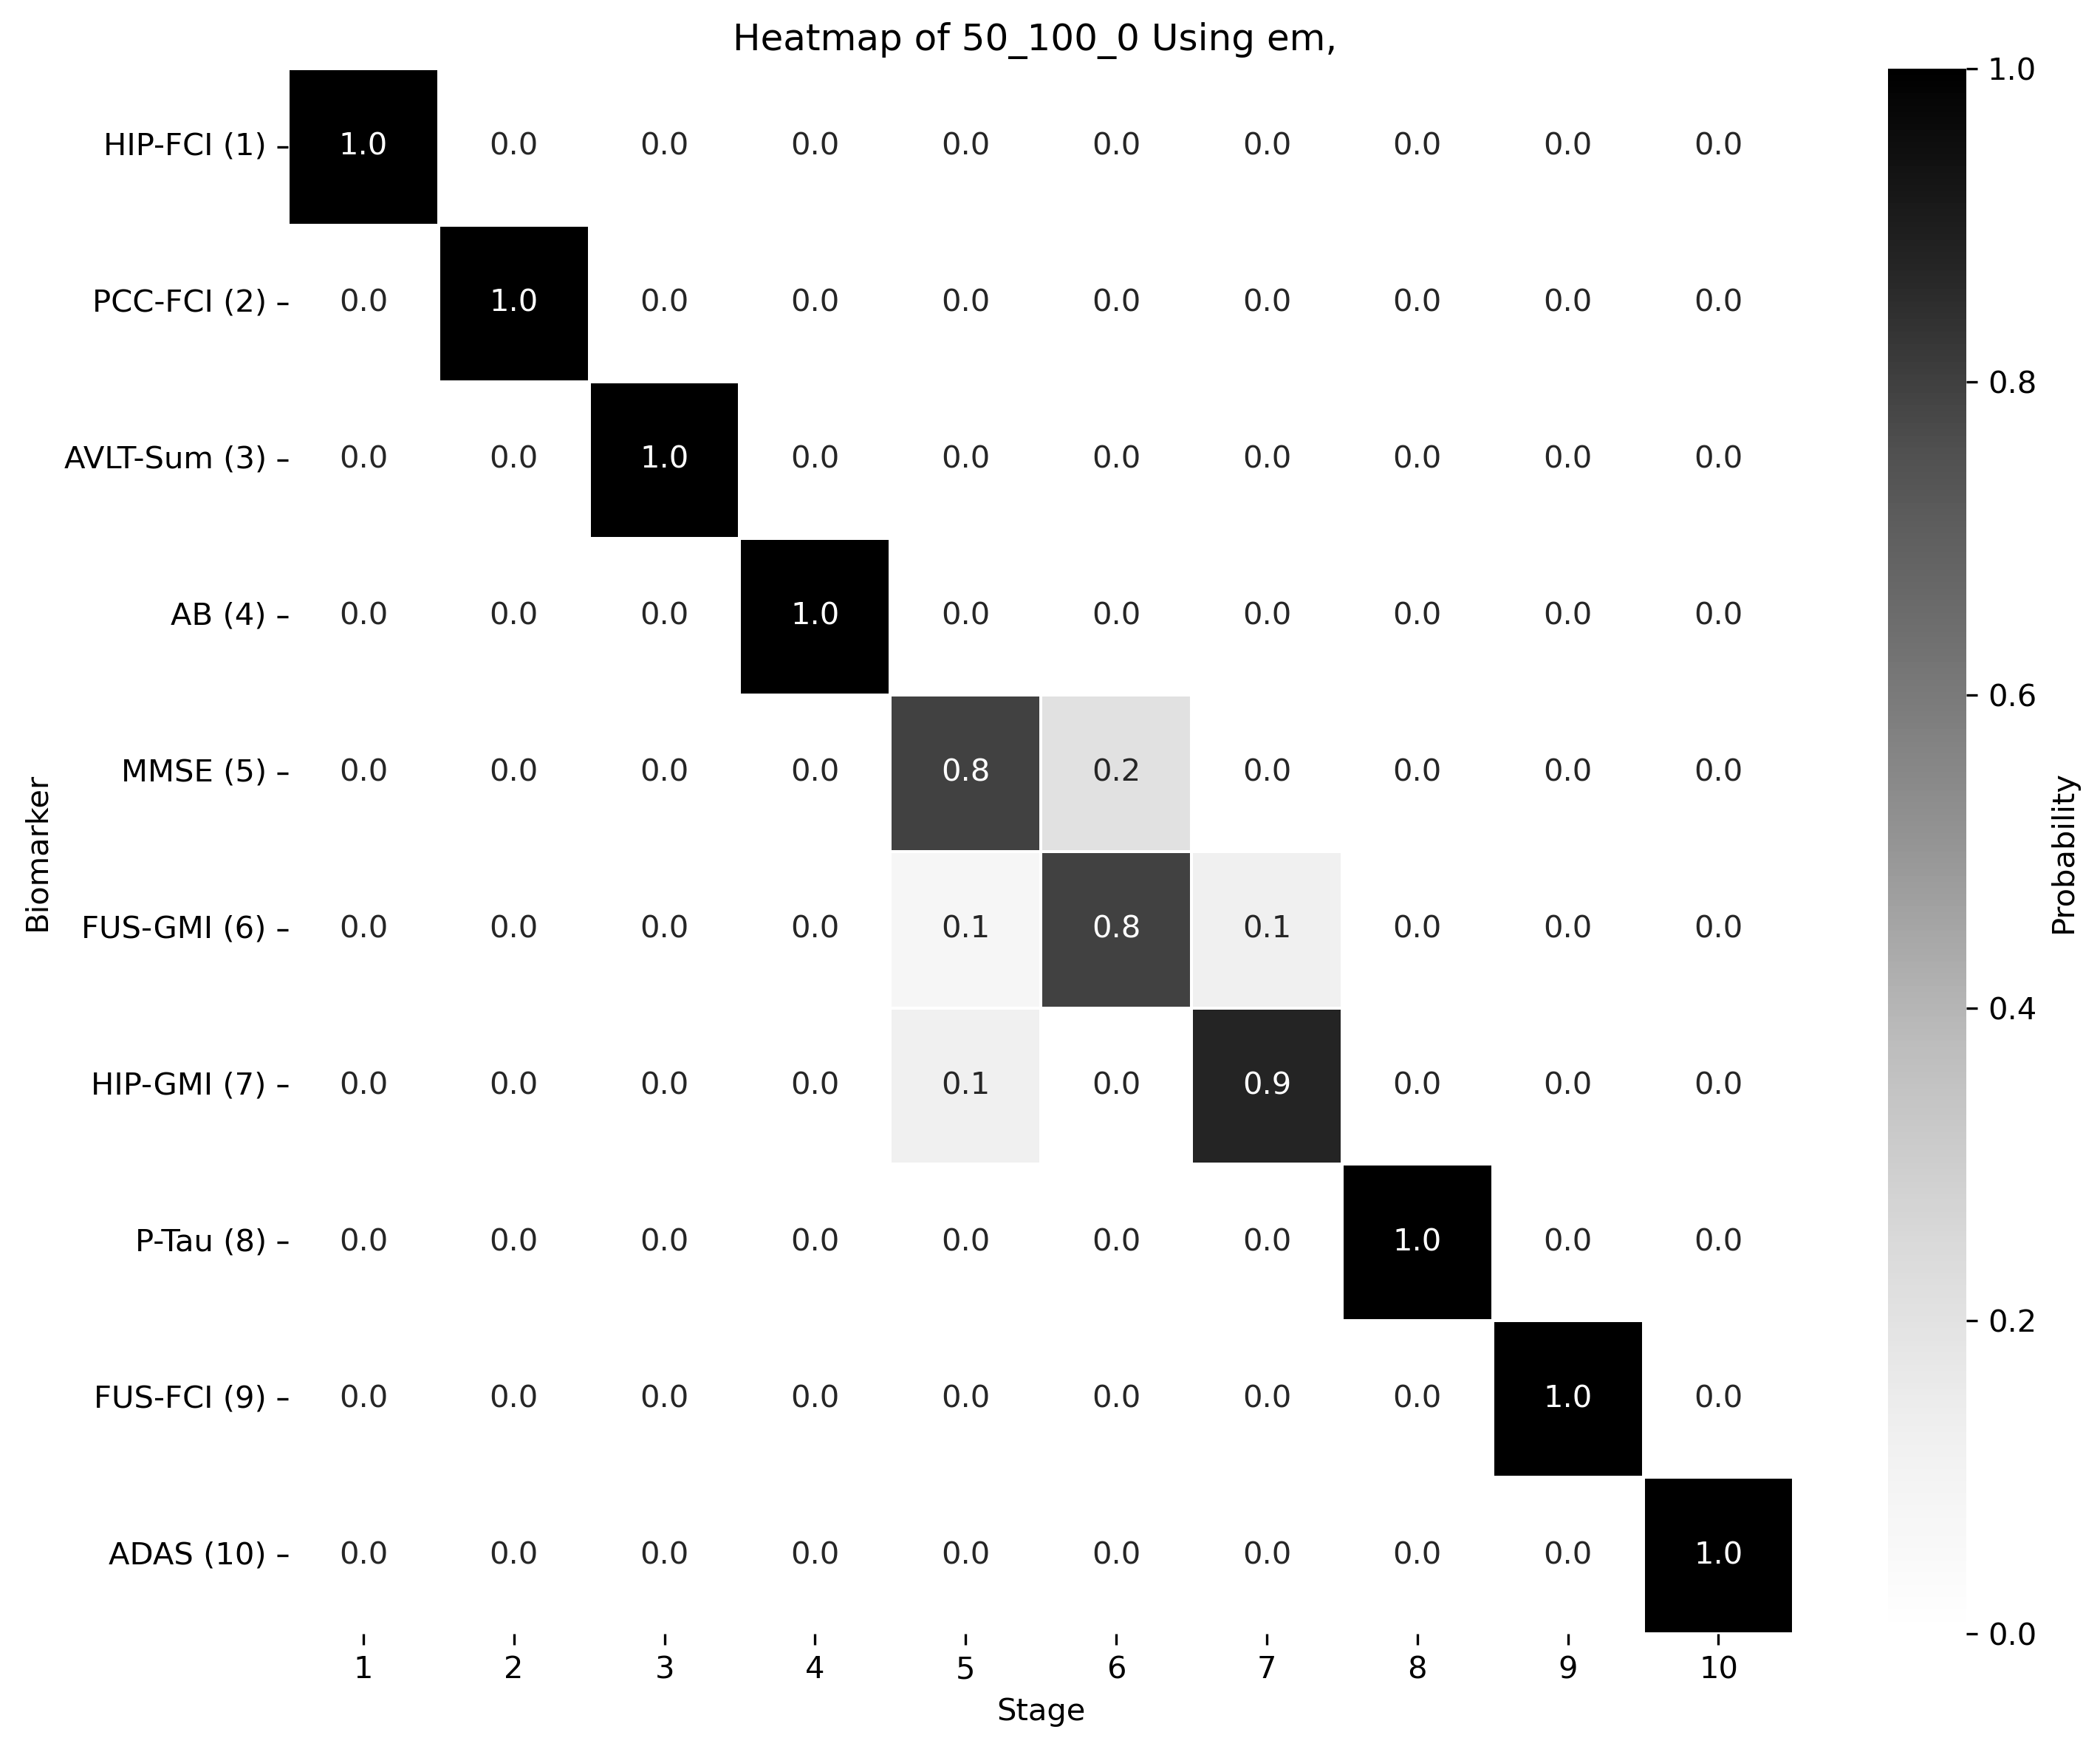 Heatmap of 50_100_0 Using em,
HIP-FCI (1) 1.0 0.0 0.0 0.0 0.0 0.0 0.0 0.0 0.0 0.0
PCC-FCI (2) 0.0 1.0 0.0 0.0 0.0 0.0 0.0 0.0 0.0 0.0
AVLT-Sum (3) 0.0 0.0 1.0 0.0 0.0 0.0 0.0 0.0 0.0 0.0
AB (4) 0.0 0.0 0.0 1.0 0.0 0.0 0.0 0.0 0.0 0.0
MMSE (5) 0.0 0.0 0.0 0.0 0.8 0.2 0.0 0.0 0.0 0.0
FUS-GMI (6) 0.0 0.0 0.0 0.0 0.1 0.8 0.1 0.0 0.0 0.0
HIP-GMI (7) 0.0 0.0 0.0 0.0 0.1 0.0 0.9 0.0 0.0 0.0
P-Tau (8) 0.0 0.0 0.0 0.0 0.0 0.0 0.0 1.0 0.0 0.0
FUS-FCI (9) 0.0 0.0 0.0 0.0 0.0 0.0 0.0 0.0 1.0 0.0
ADAS (10) 0.0 0.0 0.0 0.0 0.0 0.0 0.0 0.0 0.0 1.0
1 2 3 4 5 6 7 8 9 10
Stage
Biomarker
1.0
0.8
0.6
0.4
0.2
0.0
Probability